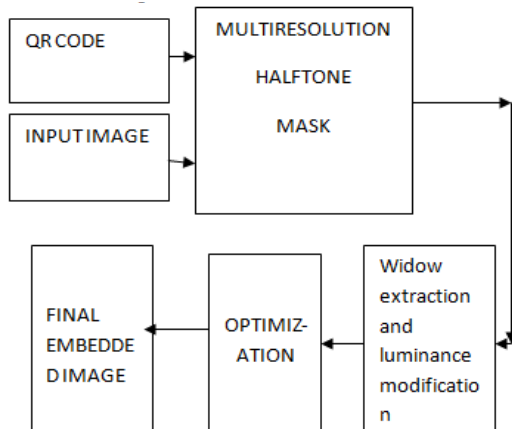 QR CODE
INPUT IMAGE
MULTIRESOLUTION
HALFTONE
MASK
FINAL
EMBEDDE
D IMAGE
OPTIMIZ-
ATION
Widow
extraction
and
luminance
modificatio
n